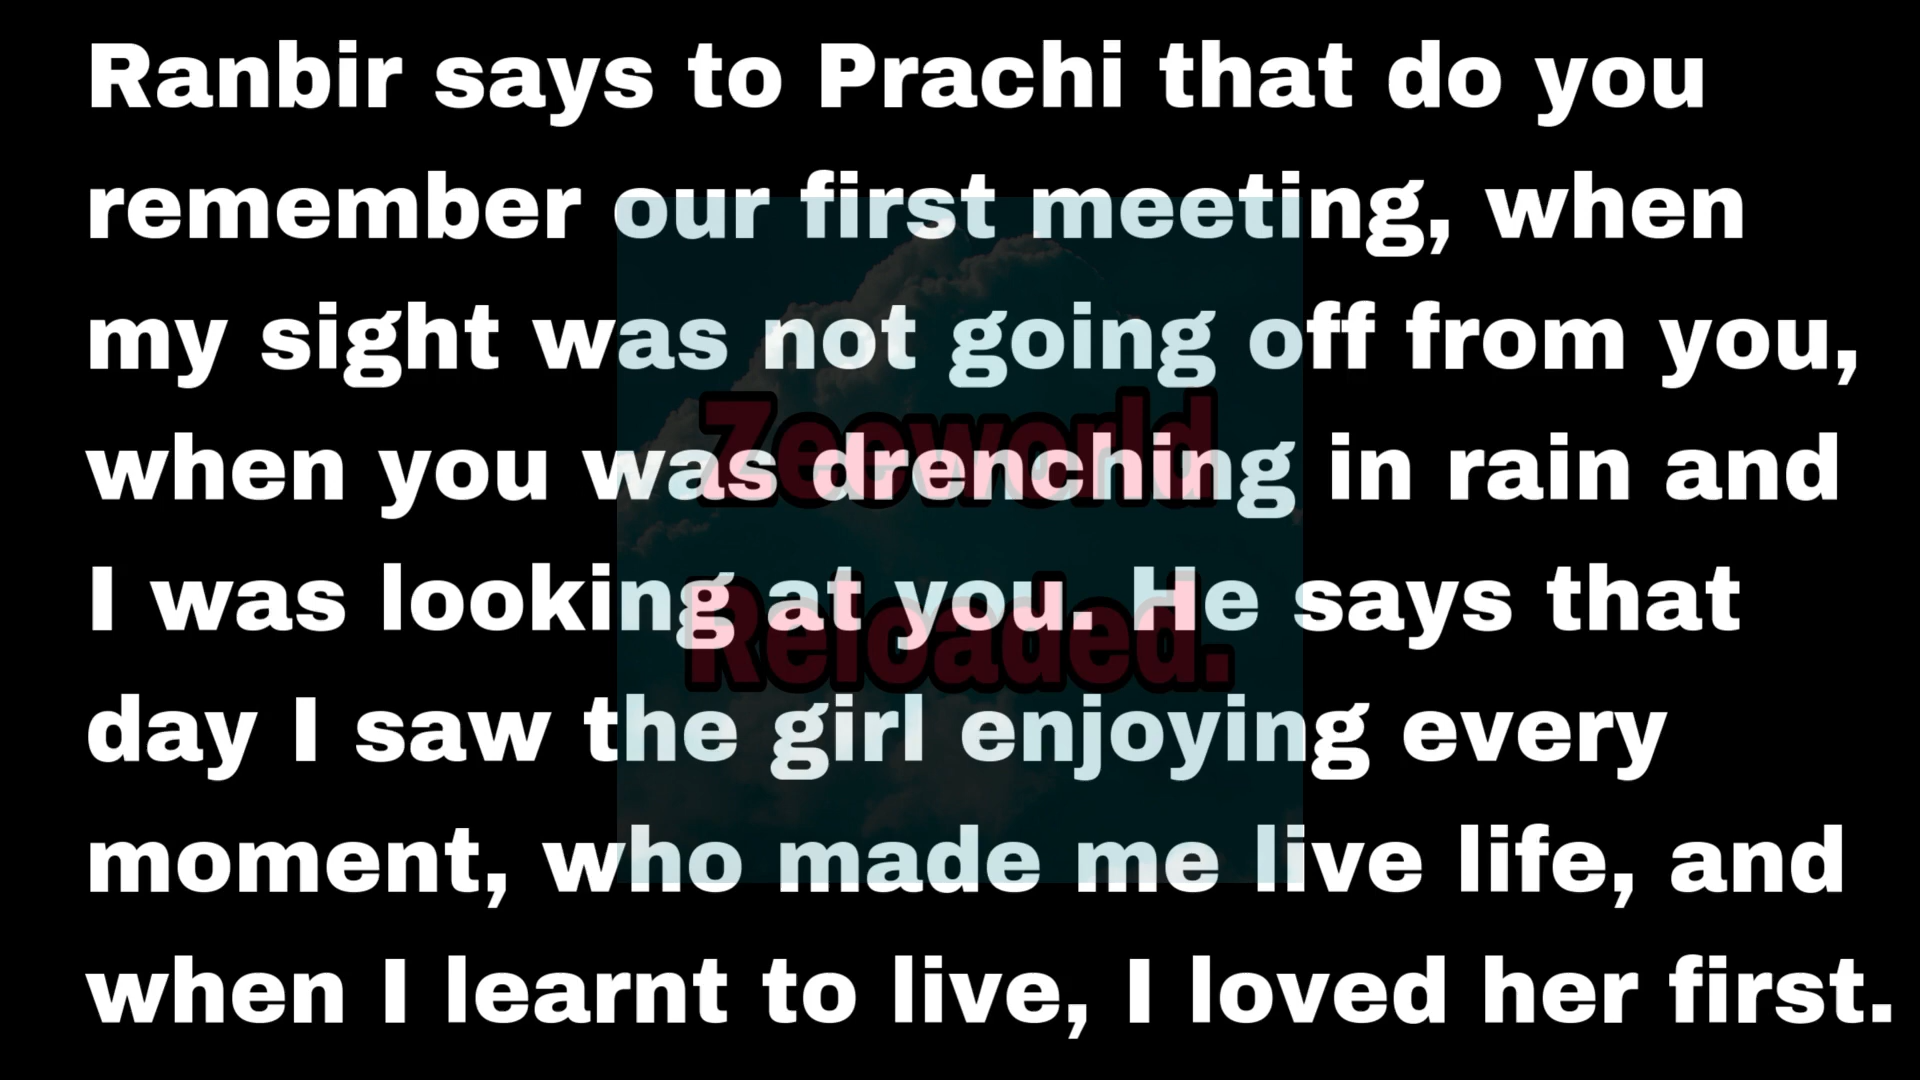 Ranbir says to Prachi that do you
remember our first meeting, when
my sight was not going off from you,
when you was drenching in rain and
I was looking at you. He says that
day I saw the girl enjoying every
moment, who made me live life, and
when I learnt to live, I loved her first.
Zeeworld
Reloaded.